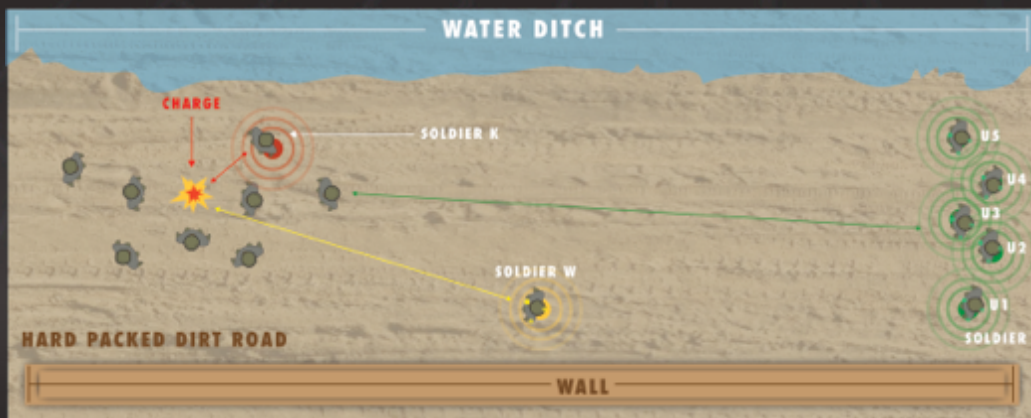 WATER DITCH
CHARGE
SOLDIER K
U5
U4
U3
U2
SOLDIER W
U1
HARD PACKED DIRT ROAD
SOLDIER
WALL